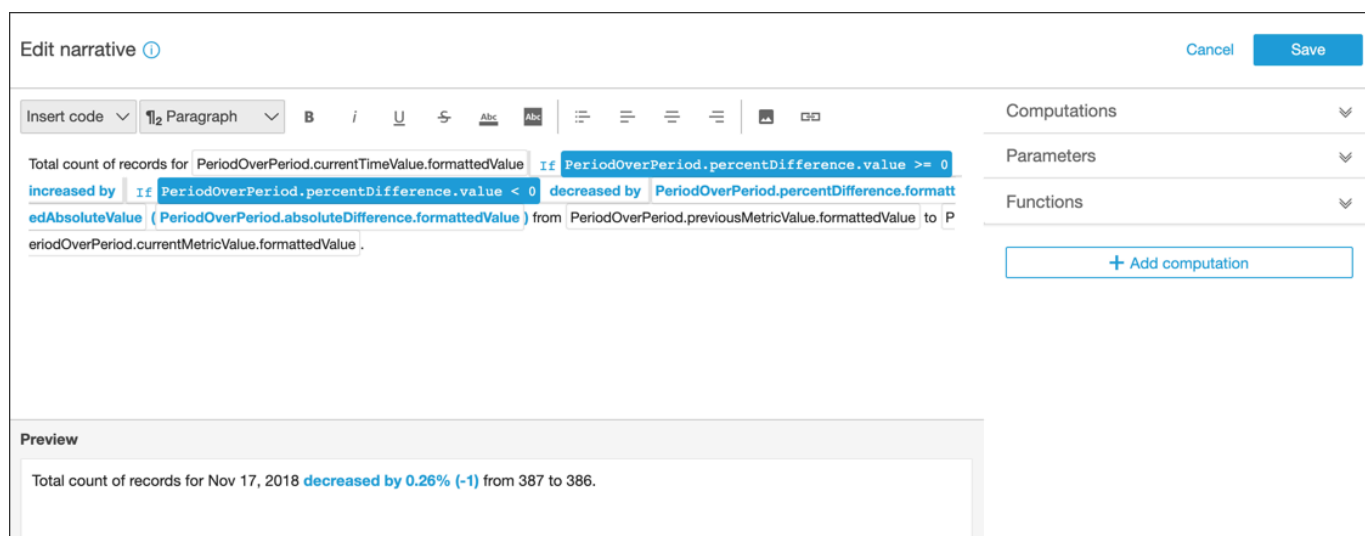 Edit narrative
Cancel
Save
Insert code
¶2 Paragraph
B i U S Abc Abc
Total count of records for PeriodOverPeriod.currentTimeValue.formattedValue If PeriodOverPeriod.percentDifference.value >= 0
increased by If PeriodOverPeriod.percentDifference.value < 0 decreased by PeriodOverPeriod.percentDifference.formatt
edAbsoluteValue ( PeriodOverPeriod.absoluteDifference.formattedValue ) from PeriodOverPeriod.previousMetricValue.formattedValue to P
eriodOverPeriod.currentMetricValue.formattedValue .
Computations
Parameters
Functions
+ Add computation
Preview
Total count of records for Nov 17, 2018 decreased by 0.26% (-1) from 387 to 386.